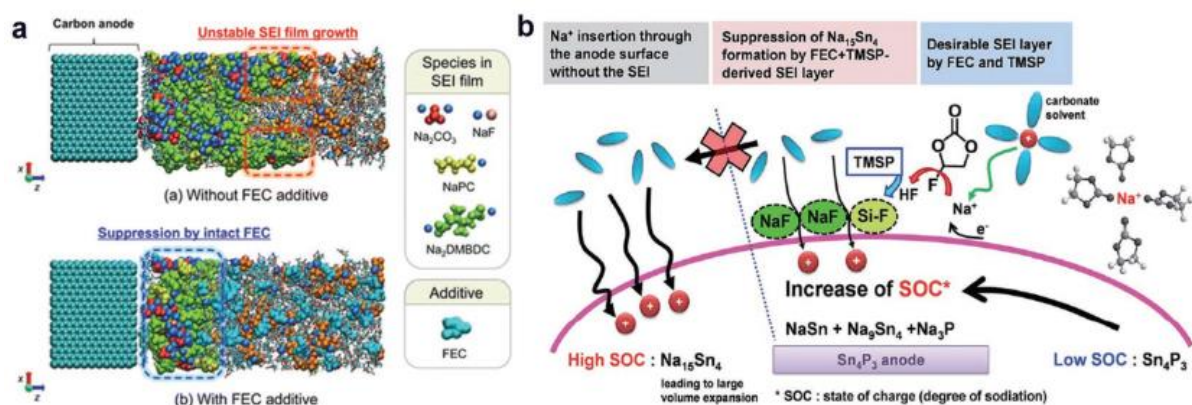 a
Carbon anode
Unstable SEI film growth
x
z
(a) Without FEC additive
Suppression by intact FEC
x
z
(b) With FEC additive
Species in
SEI film
Na₂CO₃
NaF
NaPC
Na₂DMBDC
Additive
FEC
b
Na⁺ insertion through
the anode surface
without the SEI
Suppression of Na₁₅Sn₄
formation by FEC+TMSP-
derived SEI layer
Desirable SEI layer
by FEC and TMSP
carbonate
solvent
+
O
O
O
F
TMSP
HF
Na⁺
e⁻
Na⁺
NaF
NaF
Si-F
+
+
+
+
+
Increase of SOC*
NaSn + Na₉Sn₄ +Na₃P
Sn₄P₃ anode
High SOC : Na₁₅Sn₄
leading to large
volume expansion
Low SOC : Sn₄P₃
* SOC : state of charge (degree of sodiation)